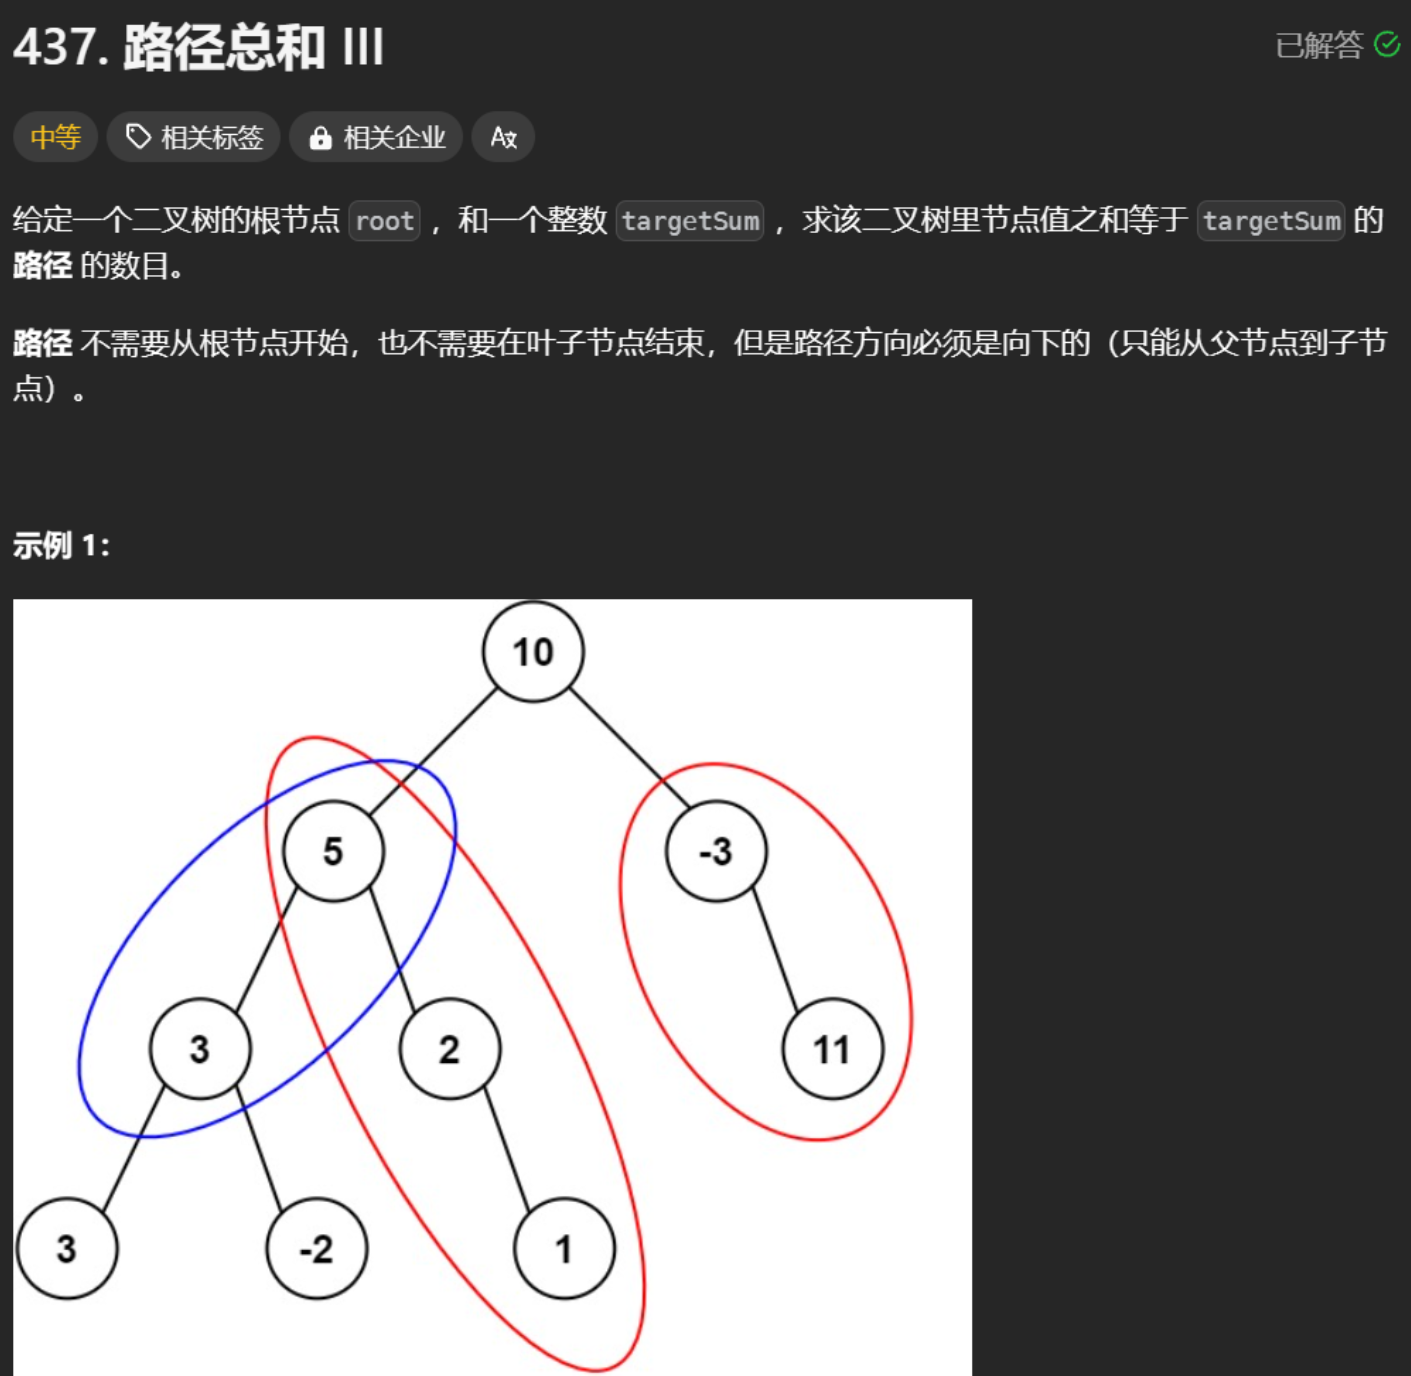 437. 路径总和 III
已解答
中等
相关标签
相关企业
给定一个二叉树的根节点 root ，和一个整数 targetSum ，求该二叉树里节点值之和等于 targetSum 的
路径 的数目。
路径 不需要从根节点开始，也不需要在叶子节点结束，但是路径方向必须是向下的（只能从父节点到子节
点）。
示例 1：
10
5
-3
3
2
11
3
-2
1